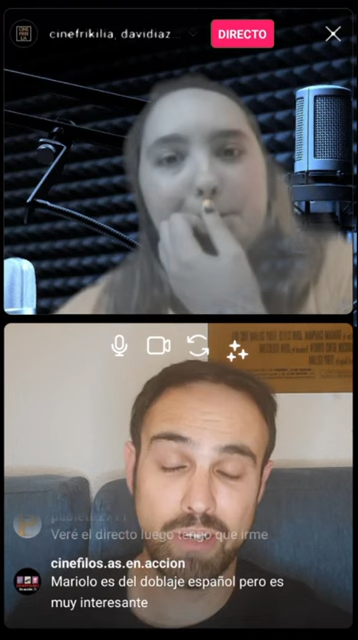 cinefrikilia, davidiaz...
DIRECTO
Veré el directo luego tengo que irme
cinefilos.as.en.accion
Mariolo es del doblaje español pero es
muy interesante